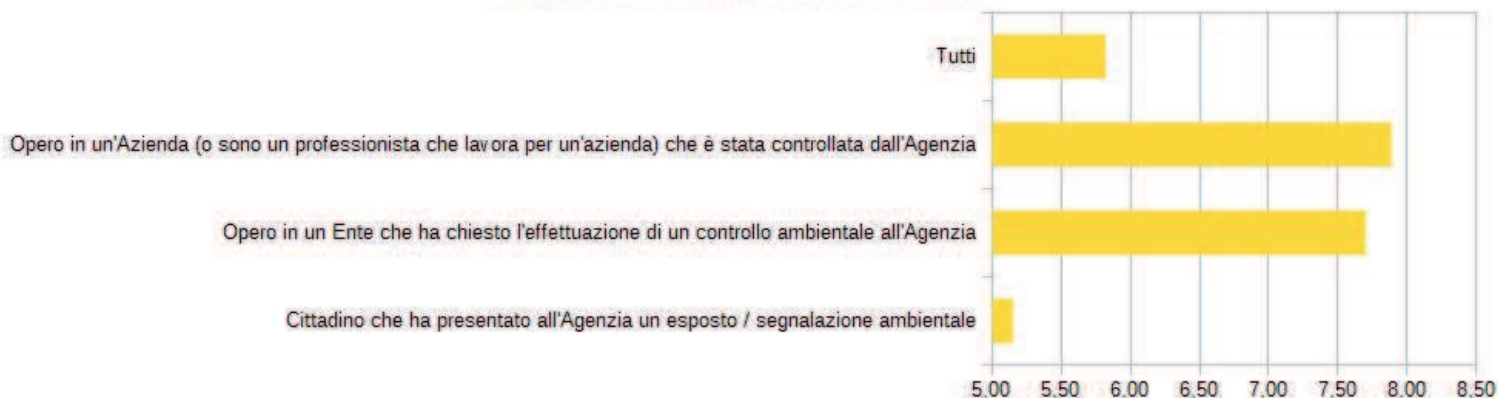 Tutti
Opero in un'Azienda (o sono un professionista che lavora per un'azienda) che è stata controllata dall'Agenzia
Opero in un Ente che ha chiesto l'effettuazione di un controllo ambientale all'Agenzia
Cittadino che ha presentato all'Agenzia un esposto / segnalazione ambientale
5,00 5,50 6,00 6,50 7,00 7,50 8,00 8,50